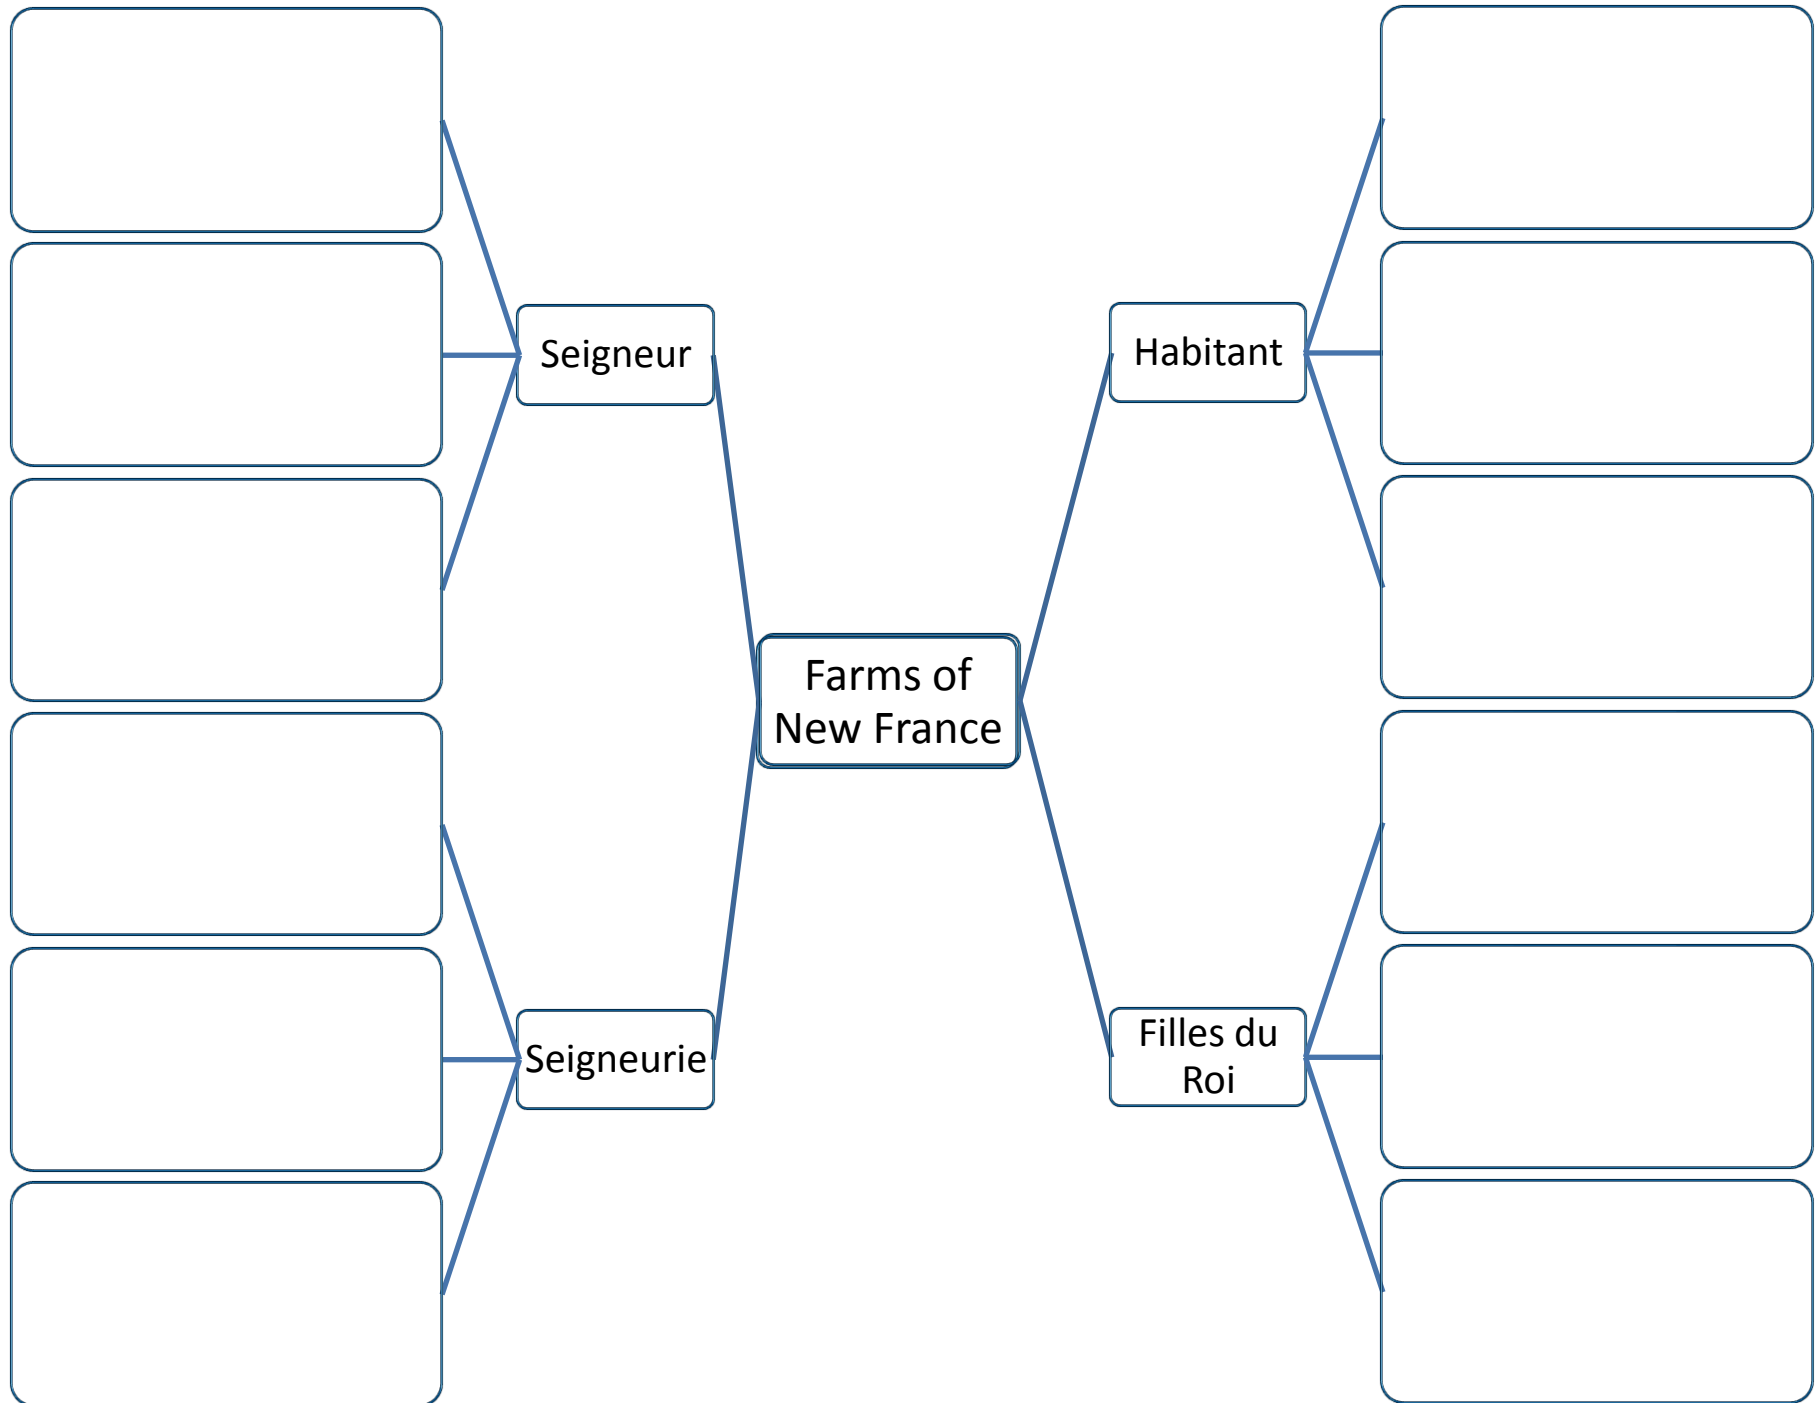 Seigneur
Habitant
Farms of
New France
Seigneurie
Filles du
Roi